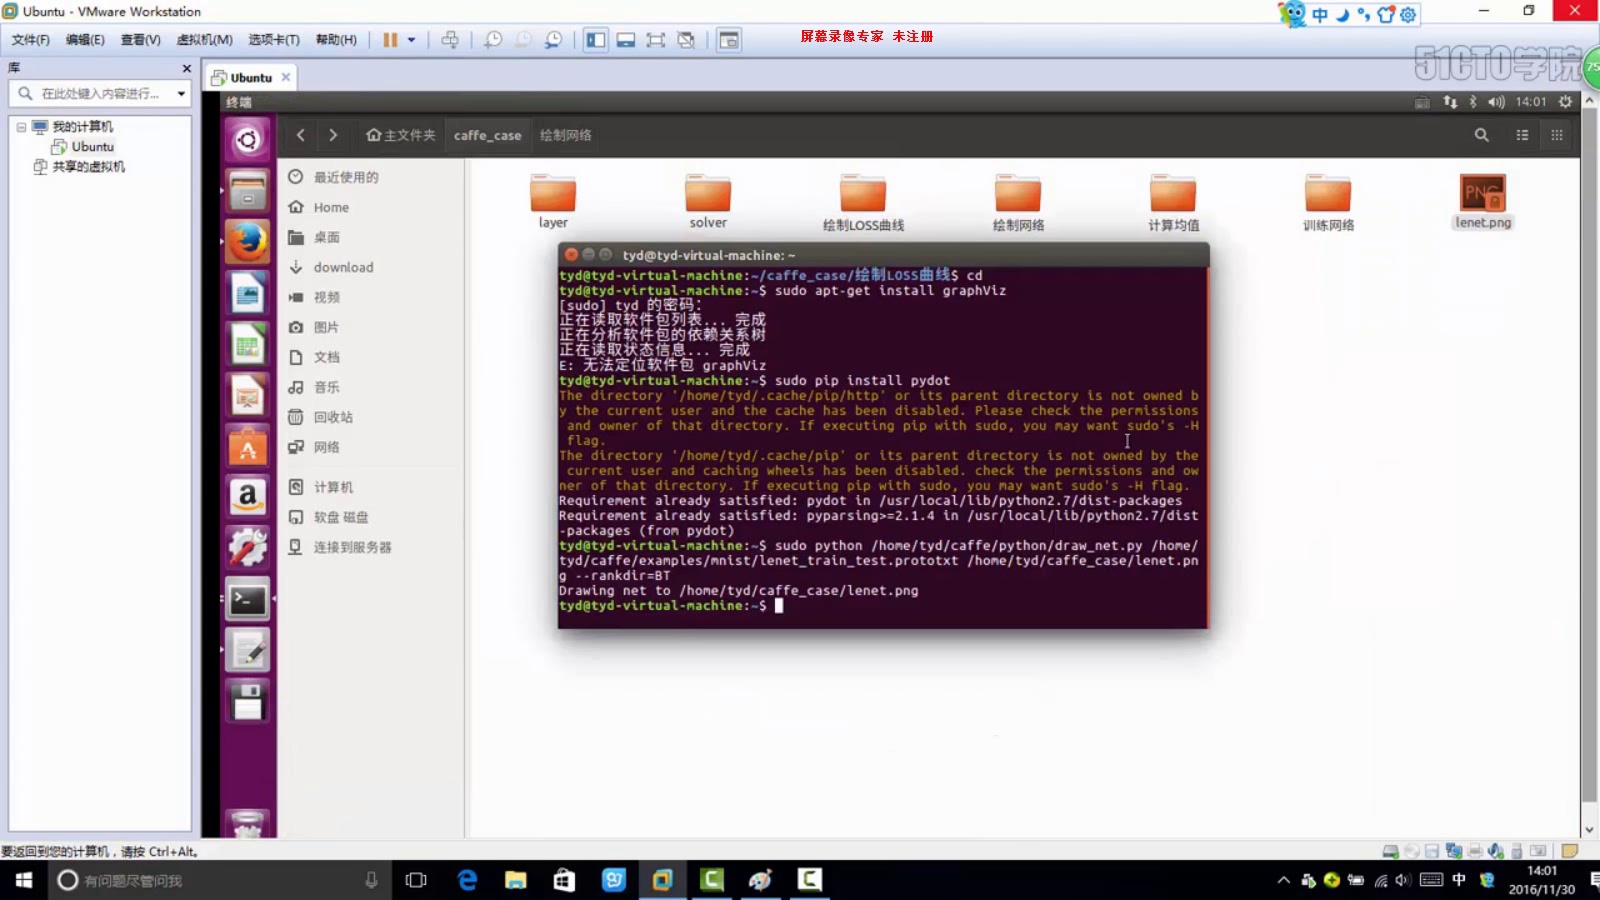 Ubuntu - VMware Workstation
中
文件(F) 编辑(E) 查看(V) 虚拟机(M) 选项卡(T) 帮助(H)
屏幕录像专家 未注册
51CTO学院
75
库
Ubuntu
在此处键入内容进行...
我的计算机
Ubuntu
共享的虚拟机
终端
14:01
主文件夹 caffe_case 绘制网络
最近使用的
Home
桌面
download
视频
图片
文档
音乐
回收站
网络
计算机
软盘 磁盘
连接到服务器
layer solver 绘制LOSS曲线 绘制网络 计算均值 训练网络 lenet.png
PNG
tyd@tyd-virtual-machine: ~
tyd@tyd-virtual-machine:~/caffe_case/绘制LOSS曲线$ cd
tyd@tyd-virtual-machine:~$ sudo apt-get install graphViz
[sudo] tyd 的密码：
正在读取软件包列表... 完成
正在分析软件包的依赖关系树
正在读取状态信息... 完成
E: 无法定位软件包 graphViz
tyd@tyd-virtual-machine:~$ sudo pip install pydot
The directory '/home/tyd/.cache/pip/http' or its parent directory is not owned b
y the current user and the cache has been disabled. Please check the permissions
and owner of that directory. If executing pip with sudo, you may want sudo's -H
flag.
The directory '/home/tyd/.cache/pip' or its parent directory is not owned by the
current user and caching wheels has been disabled. check the permissions and ow
ner of that directory. If executing pip with sudo, you may want sudo's -H flag.
Requirement already satisfied: pydot in /usr/local/lib/python2.7/dist-packages
Requirement already satisfied: pyparsing>=2.1.4 in /usr/local/lib/python2.7/dist
-packages (from pydot)
tyd@tyd-virtual-machine:~$ sudo python /home/tyd/caffe/python/draw_net.py /home/
tyd/caffe/examples/mnist/lenet_train_test.prototxt /home/tyd/caffe_case/lenet.pn
g --rankdir=BT
Drawing net to /home/tyd/caffe_case/lenet.png
tyd@tyd-virtual-machine:~$
要返回到您的计算机，请按 Ctrl+Alt。
有问题尽管问我
中
14:01
2016/11/30